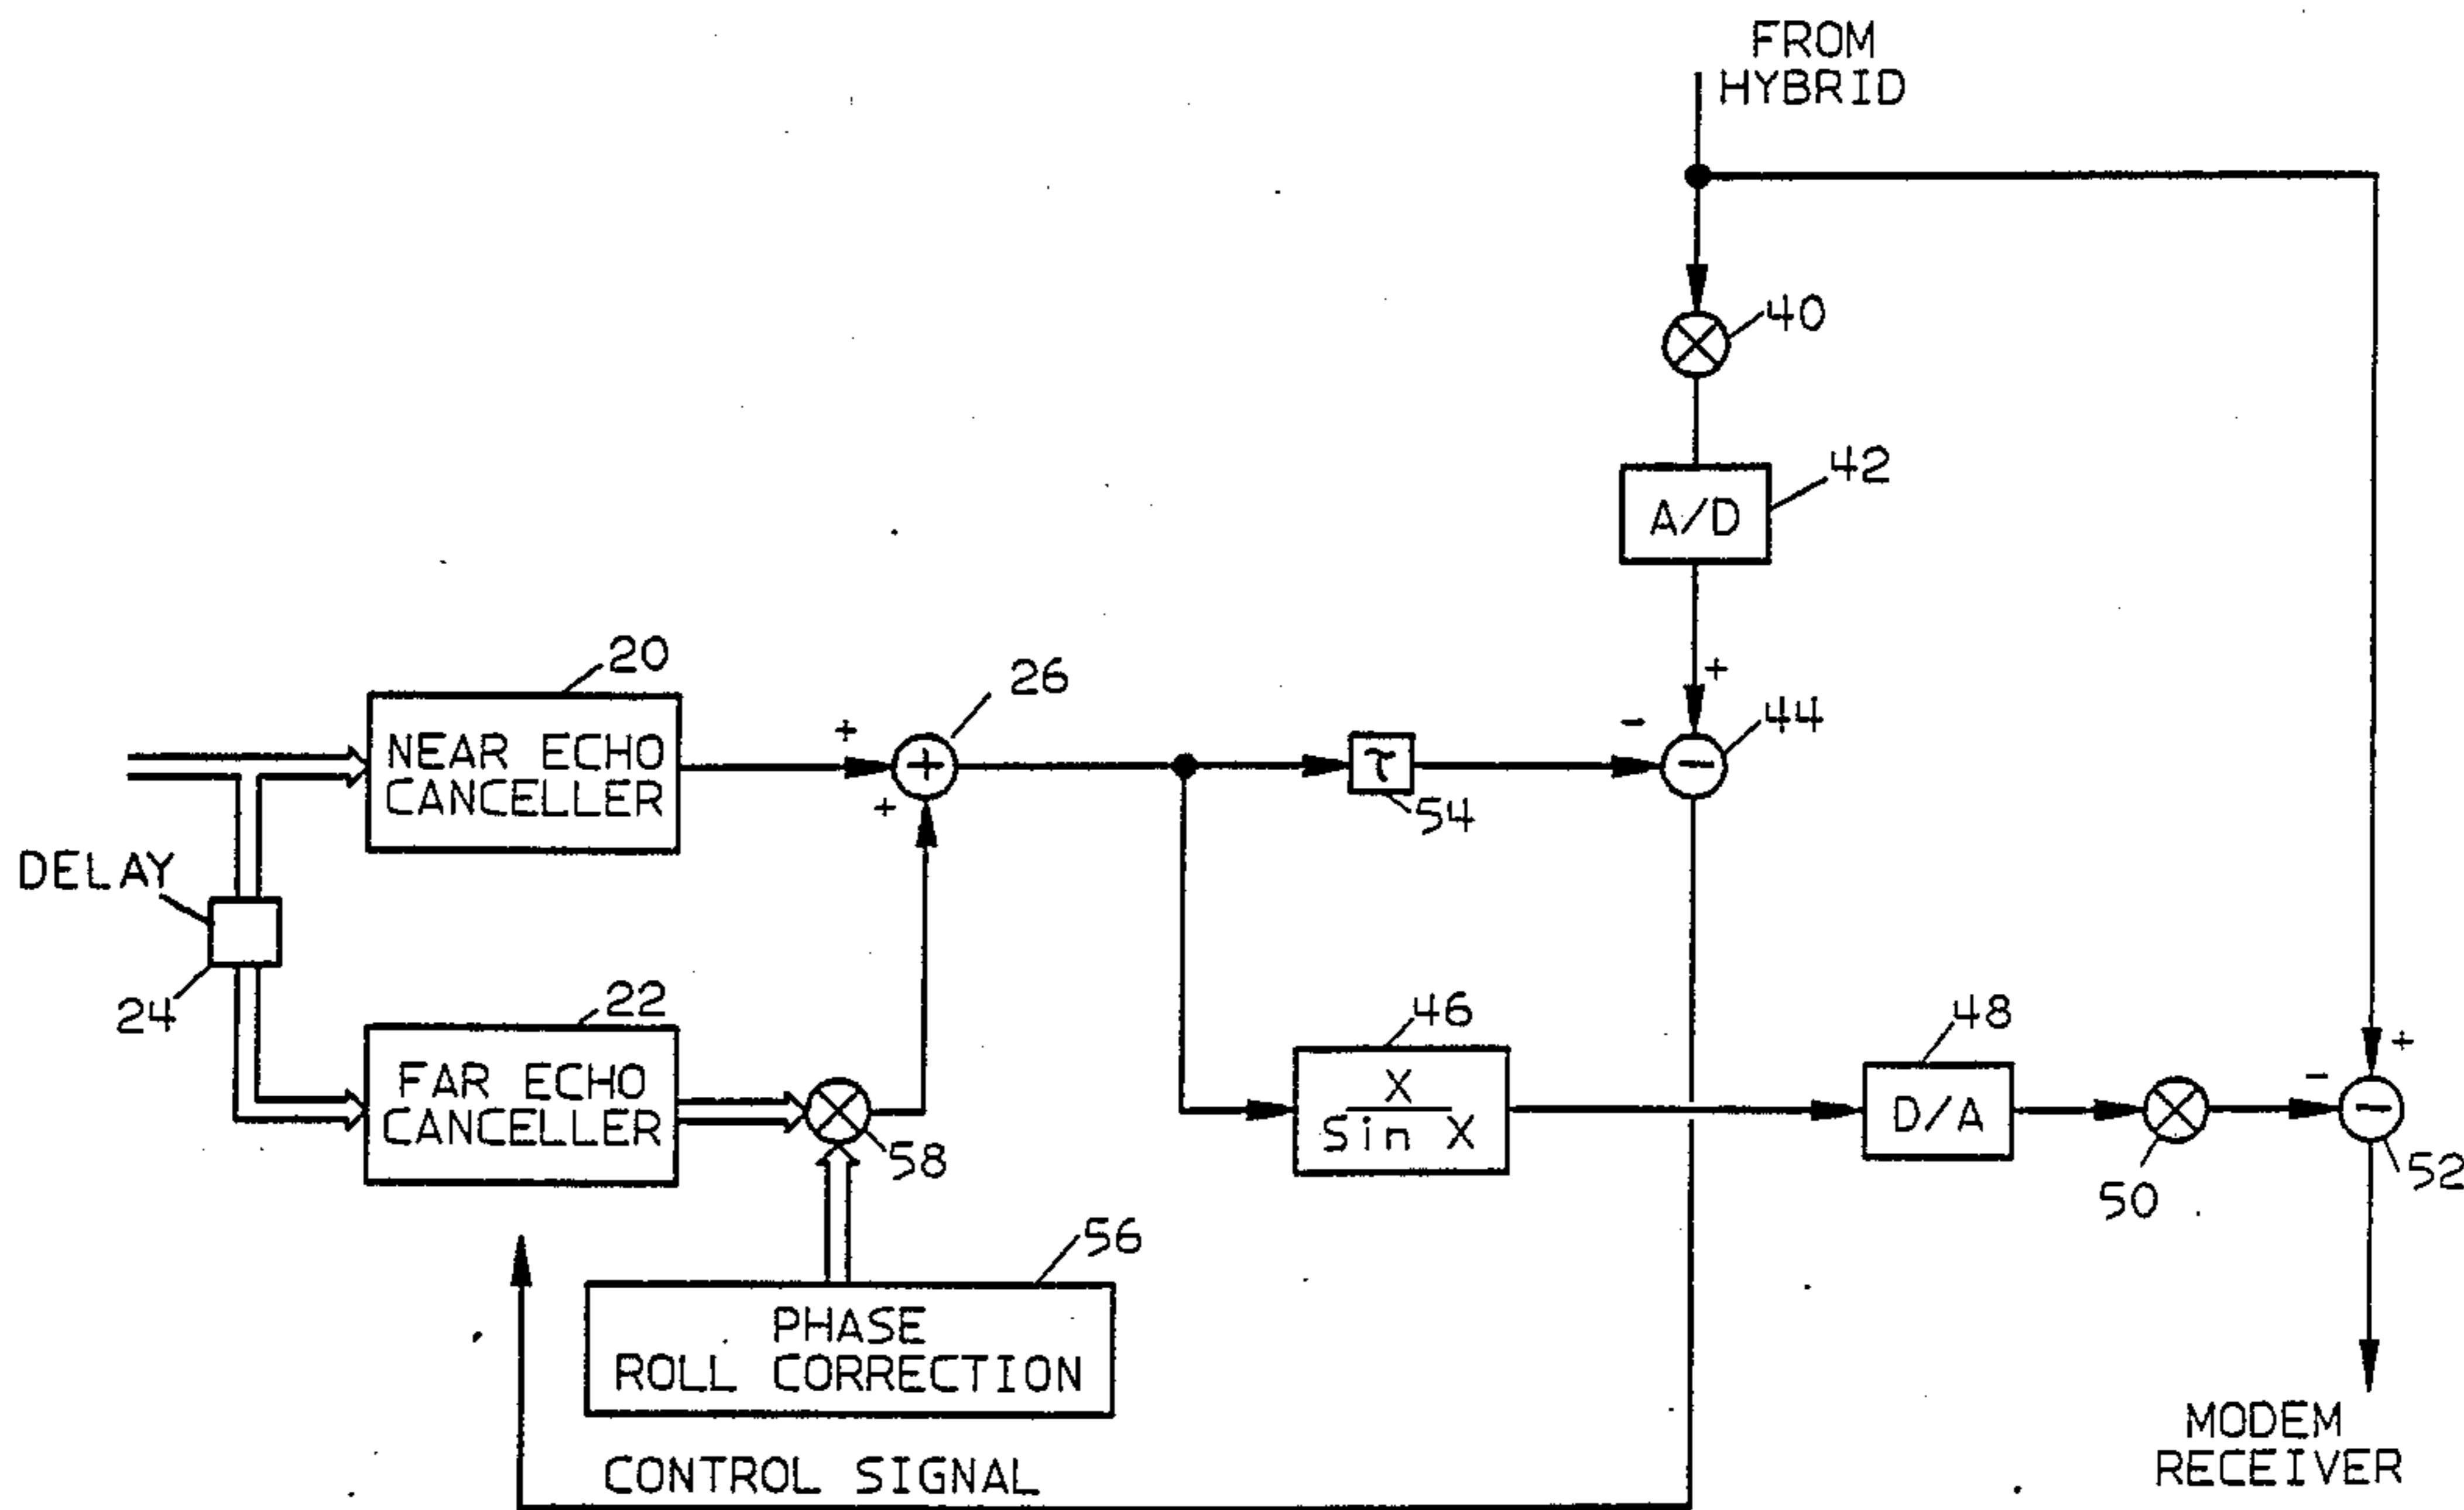 FROM
HYBRID
40
42
A/D
+
20
26
44
-
+
NEAR ECHO
CANCELLER
+
-
τ
54
+
DELAY
24
22
46
48
+
-
FAR ECHO
CANCELLER
58
X
Sin X
D/A
50
-
52
56
PHASE
ROLL CORRECTION
CONTROL SIGNAL
MODEM
RECEIVER